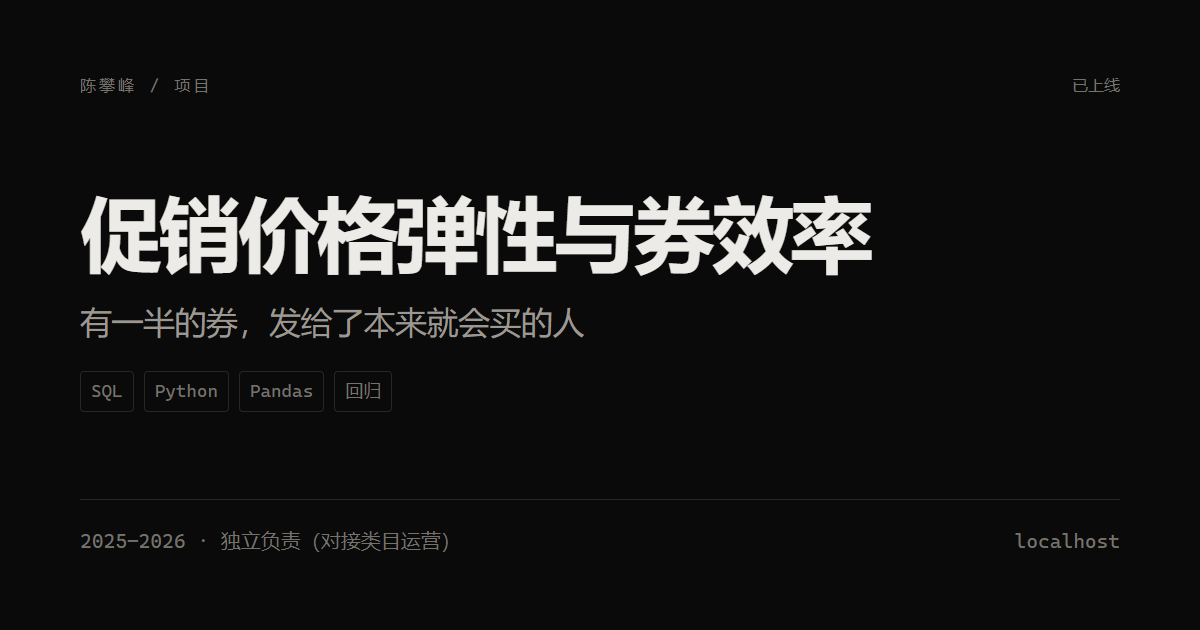 陈攀峰 / 项目
已上线
促销价格弹性与券效率
有一半的券，发给了本来就会买的人
SQL Python Pandas 回归
2025–2026 · 独立负责（对接类目运营）
localhost